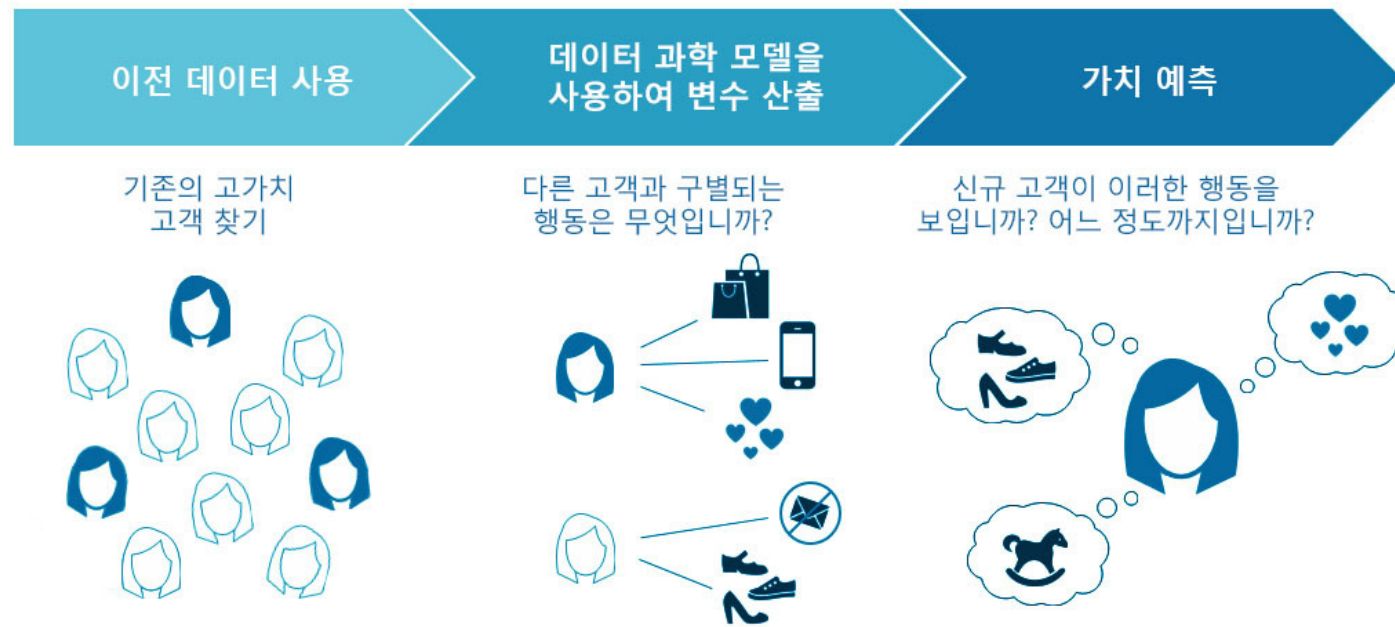 이전 데이터 사용
데이터 과학 모델을
사용하여 변수 산출
가치 예측
기존의 고가치
고객 찾기
다른 고객과 구별되는
행동은 무엇입니까?
신규 고객이 이러한 행동을
보입니까? 어느 정도까지입니까?